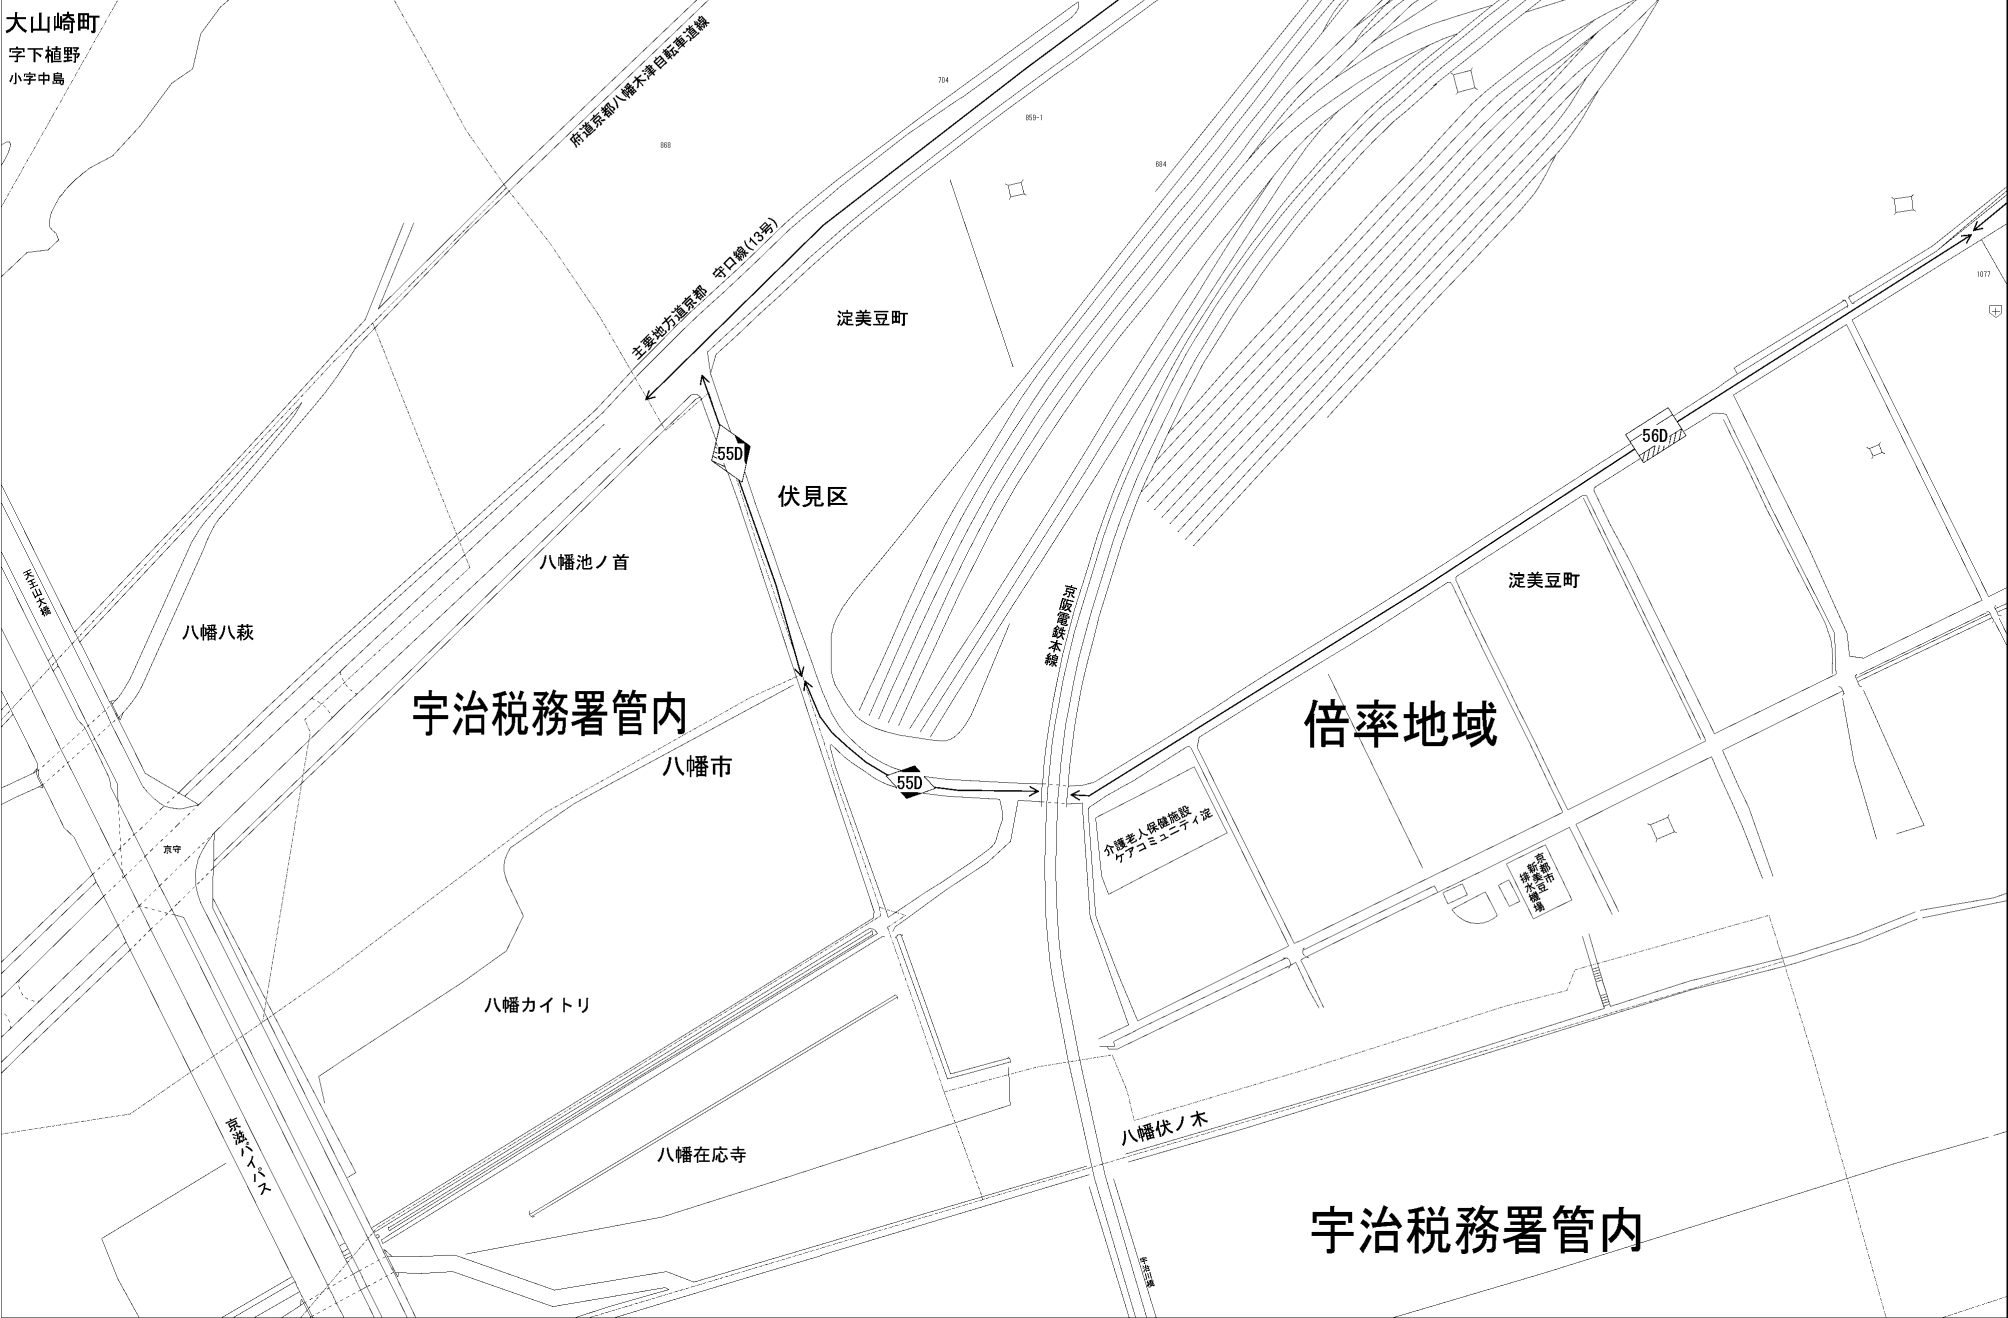 大山崎町
字下植野
小字中島
府道京都八幡木津自転車道線
704
859-1
868
684
主要地方道京都　守口線(13号)
淀美豆町
1077
56D
55D
伏見区
八幡池ノ首
天王山大橋
八幡八萩
京阪電鉄本線
淀美豆町
宇治税務署管内
倍率地域
八幡市
55D
介護老人保健施設
ケアコミュニティ淀
京守
京都市
新美豆
排水機場
八幡カイトリ
京滋バイパス
八幡伏ノ木
八幡在応寺
宇治税務署管内
宇治川橋